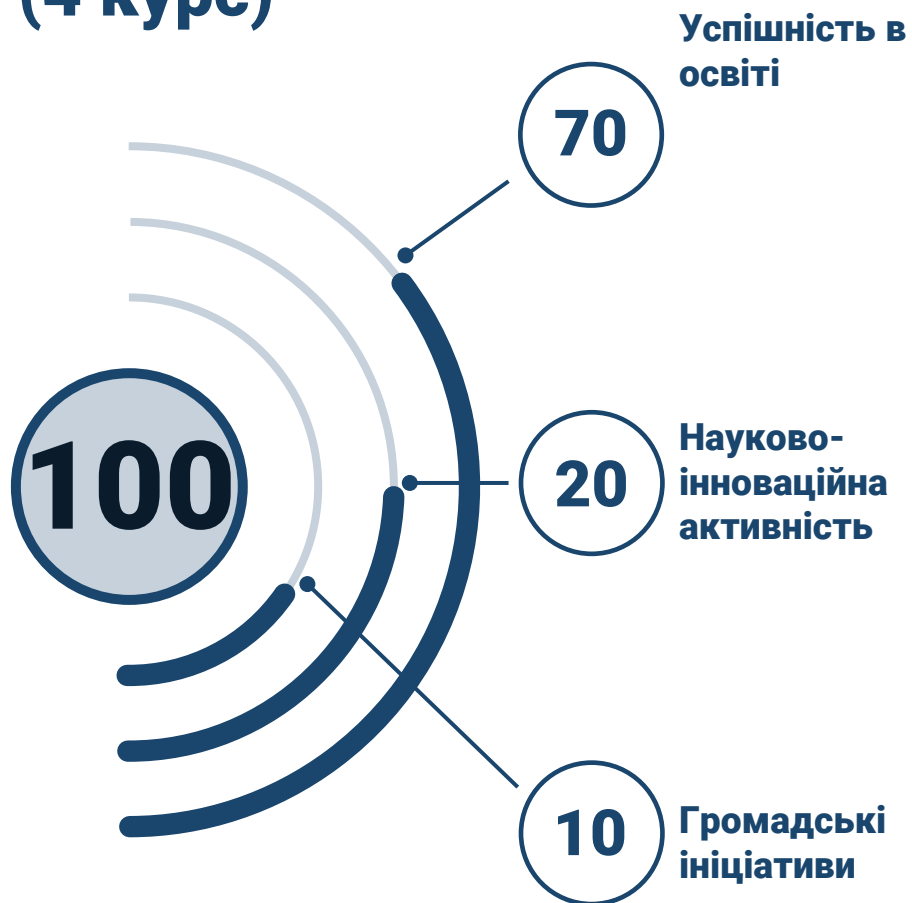 (4 курс)
Успішність в
освіті
70
100
20
Науково-
інноваційна
активність
10
Громадські
ініціативи